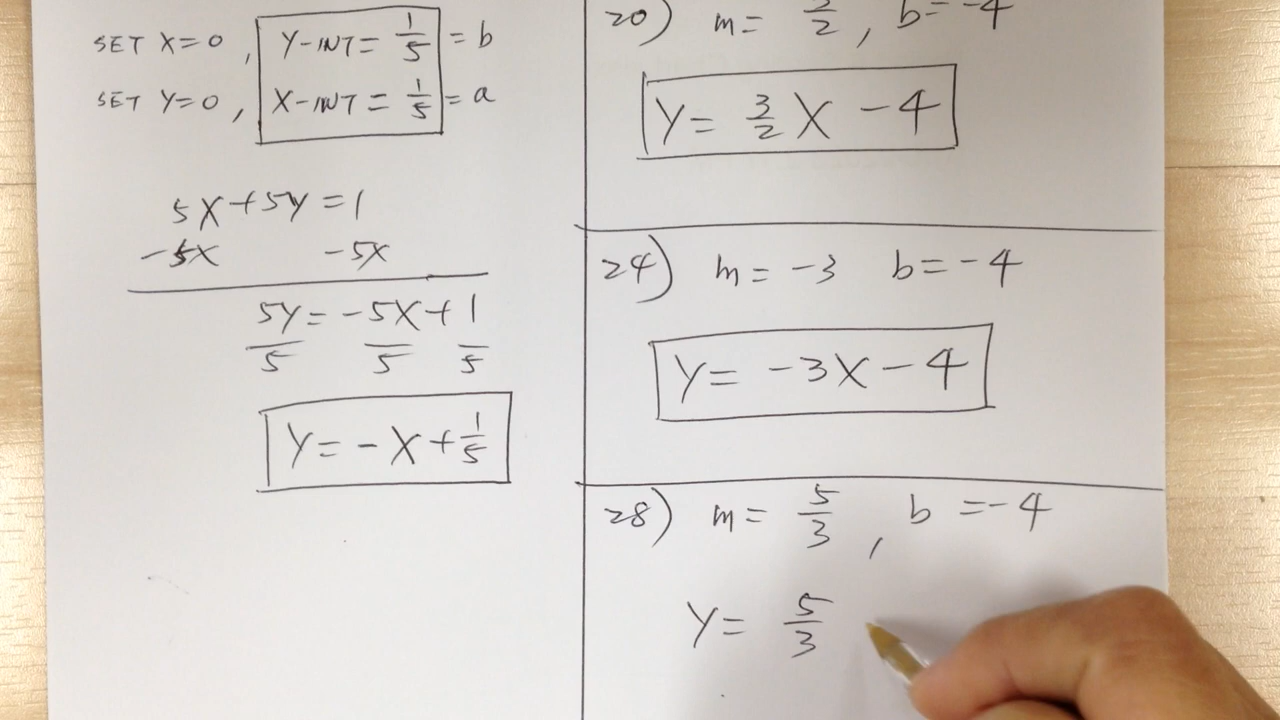 SET X=0, Y-INT = 1/5 = b
SET Y=0, X-INT = 1/5 = a
5X+5Y=1
-5X -5X
5Y = -5X+1
5 5 5
Y=-X+1/5
20) m= 3/2, b=-4
Y= 3/2 X -4
24) m= -3 b=-4
Y= -3X-4
28) m= 5/3, b=-4
Y= 5/3